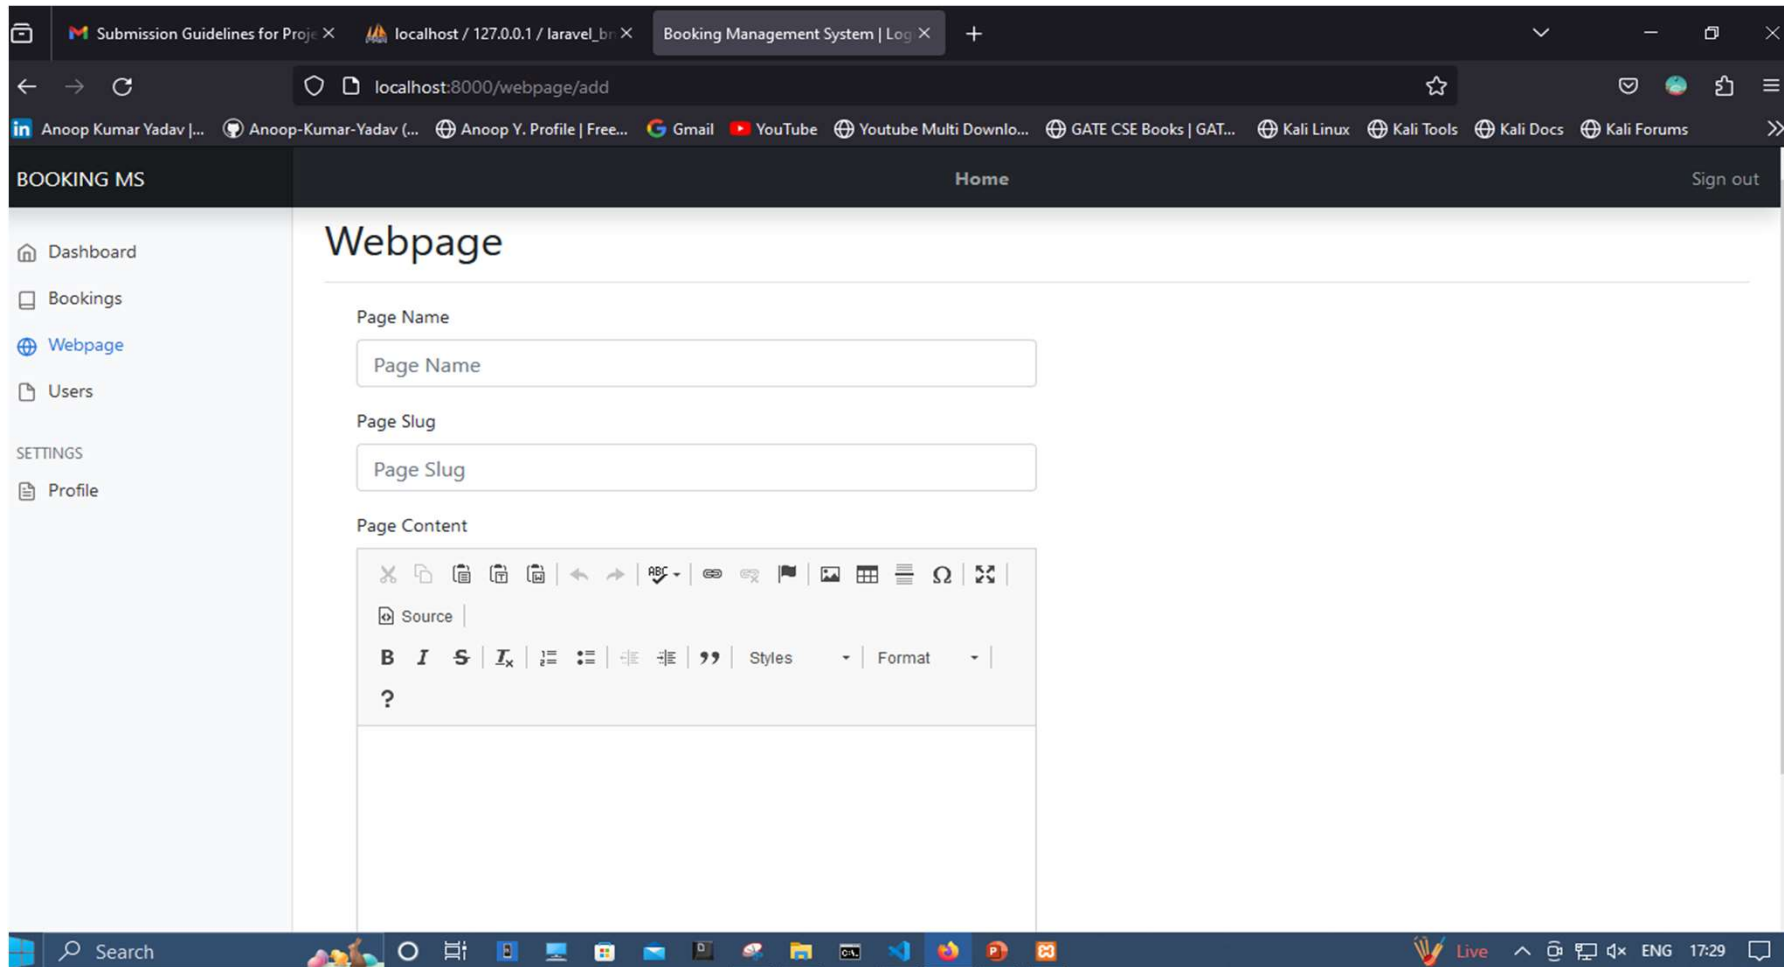 Submission Guidelines for Proje
localhost / 127.0.0.1 / laravel_br
Booking Management System | Log
localhost:8000/webpage/add
in Anoop Kumar Yadav |...
Anoop-Kumar-Yadav (...
Anoop Y. Profile | Free...
Gmail
YouTube
Youtube Multi Downlo...
GATE CSE Books | GAT...
Kali Linux
Kali Tools
Kali Docs
Kali Forums
BOOKING MS
Home
Sign out
Dashboard
Bookings
Webpage
Users
SETTINGS
Profile
Webpage
Page Name
Page Name
Page Slug
Page Slug
Page Content
ABC
Ω
Source
B I S Ix
Styles
Format
?
Search
Live
ENG
17:29